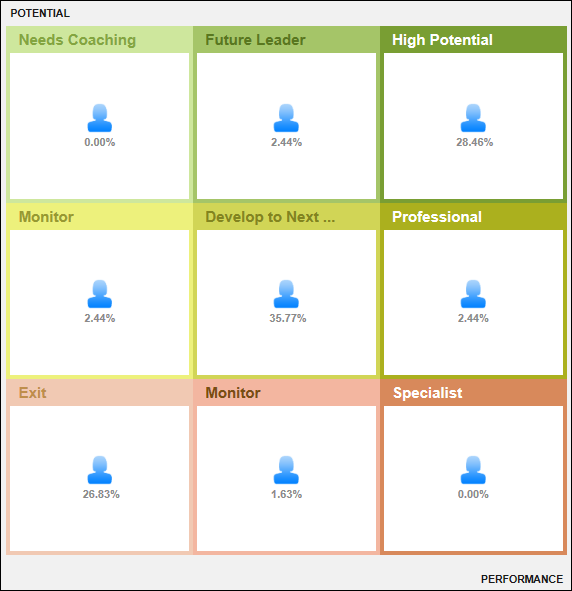 POTENTIAL
Needs Coaching
Future Leader
High Potential
0.00%
2.44%
28.46%
Monitor
Develop to Next ...
Professional
2.44%
35.77%
2.44%
Exit
Monitor
Specialist
26.83%
1.63%
0.00%
PERFORMANCE